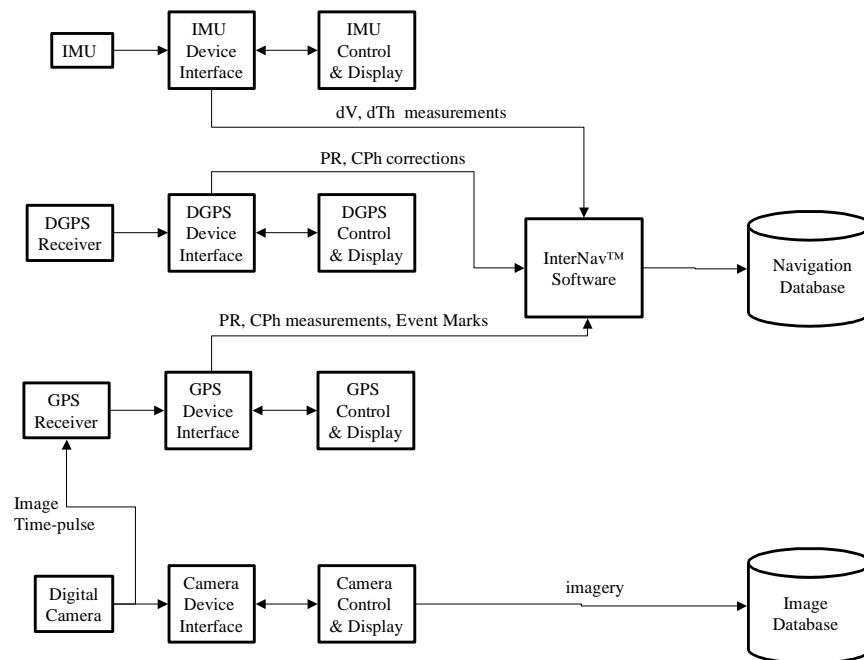 IMU
IMU
Device
Interface
IMU
Control
& Display
dV, dTh measurements
PR, CPh corrections
DGPS
Receiver
DGPS
Device
Interface
DGPS
Control
& Display
InterNav™
Software
Navigation
Database
PR, CPh measurements, Event Marks
GPS
Receiver
GPS
Device
Interface
GPS
Control
& Display
Image
Time-pulse
Digital
Camera
Camera
Device
Interface
Camera
Control
& Display
imagery
Image
Database